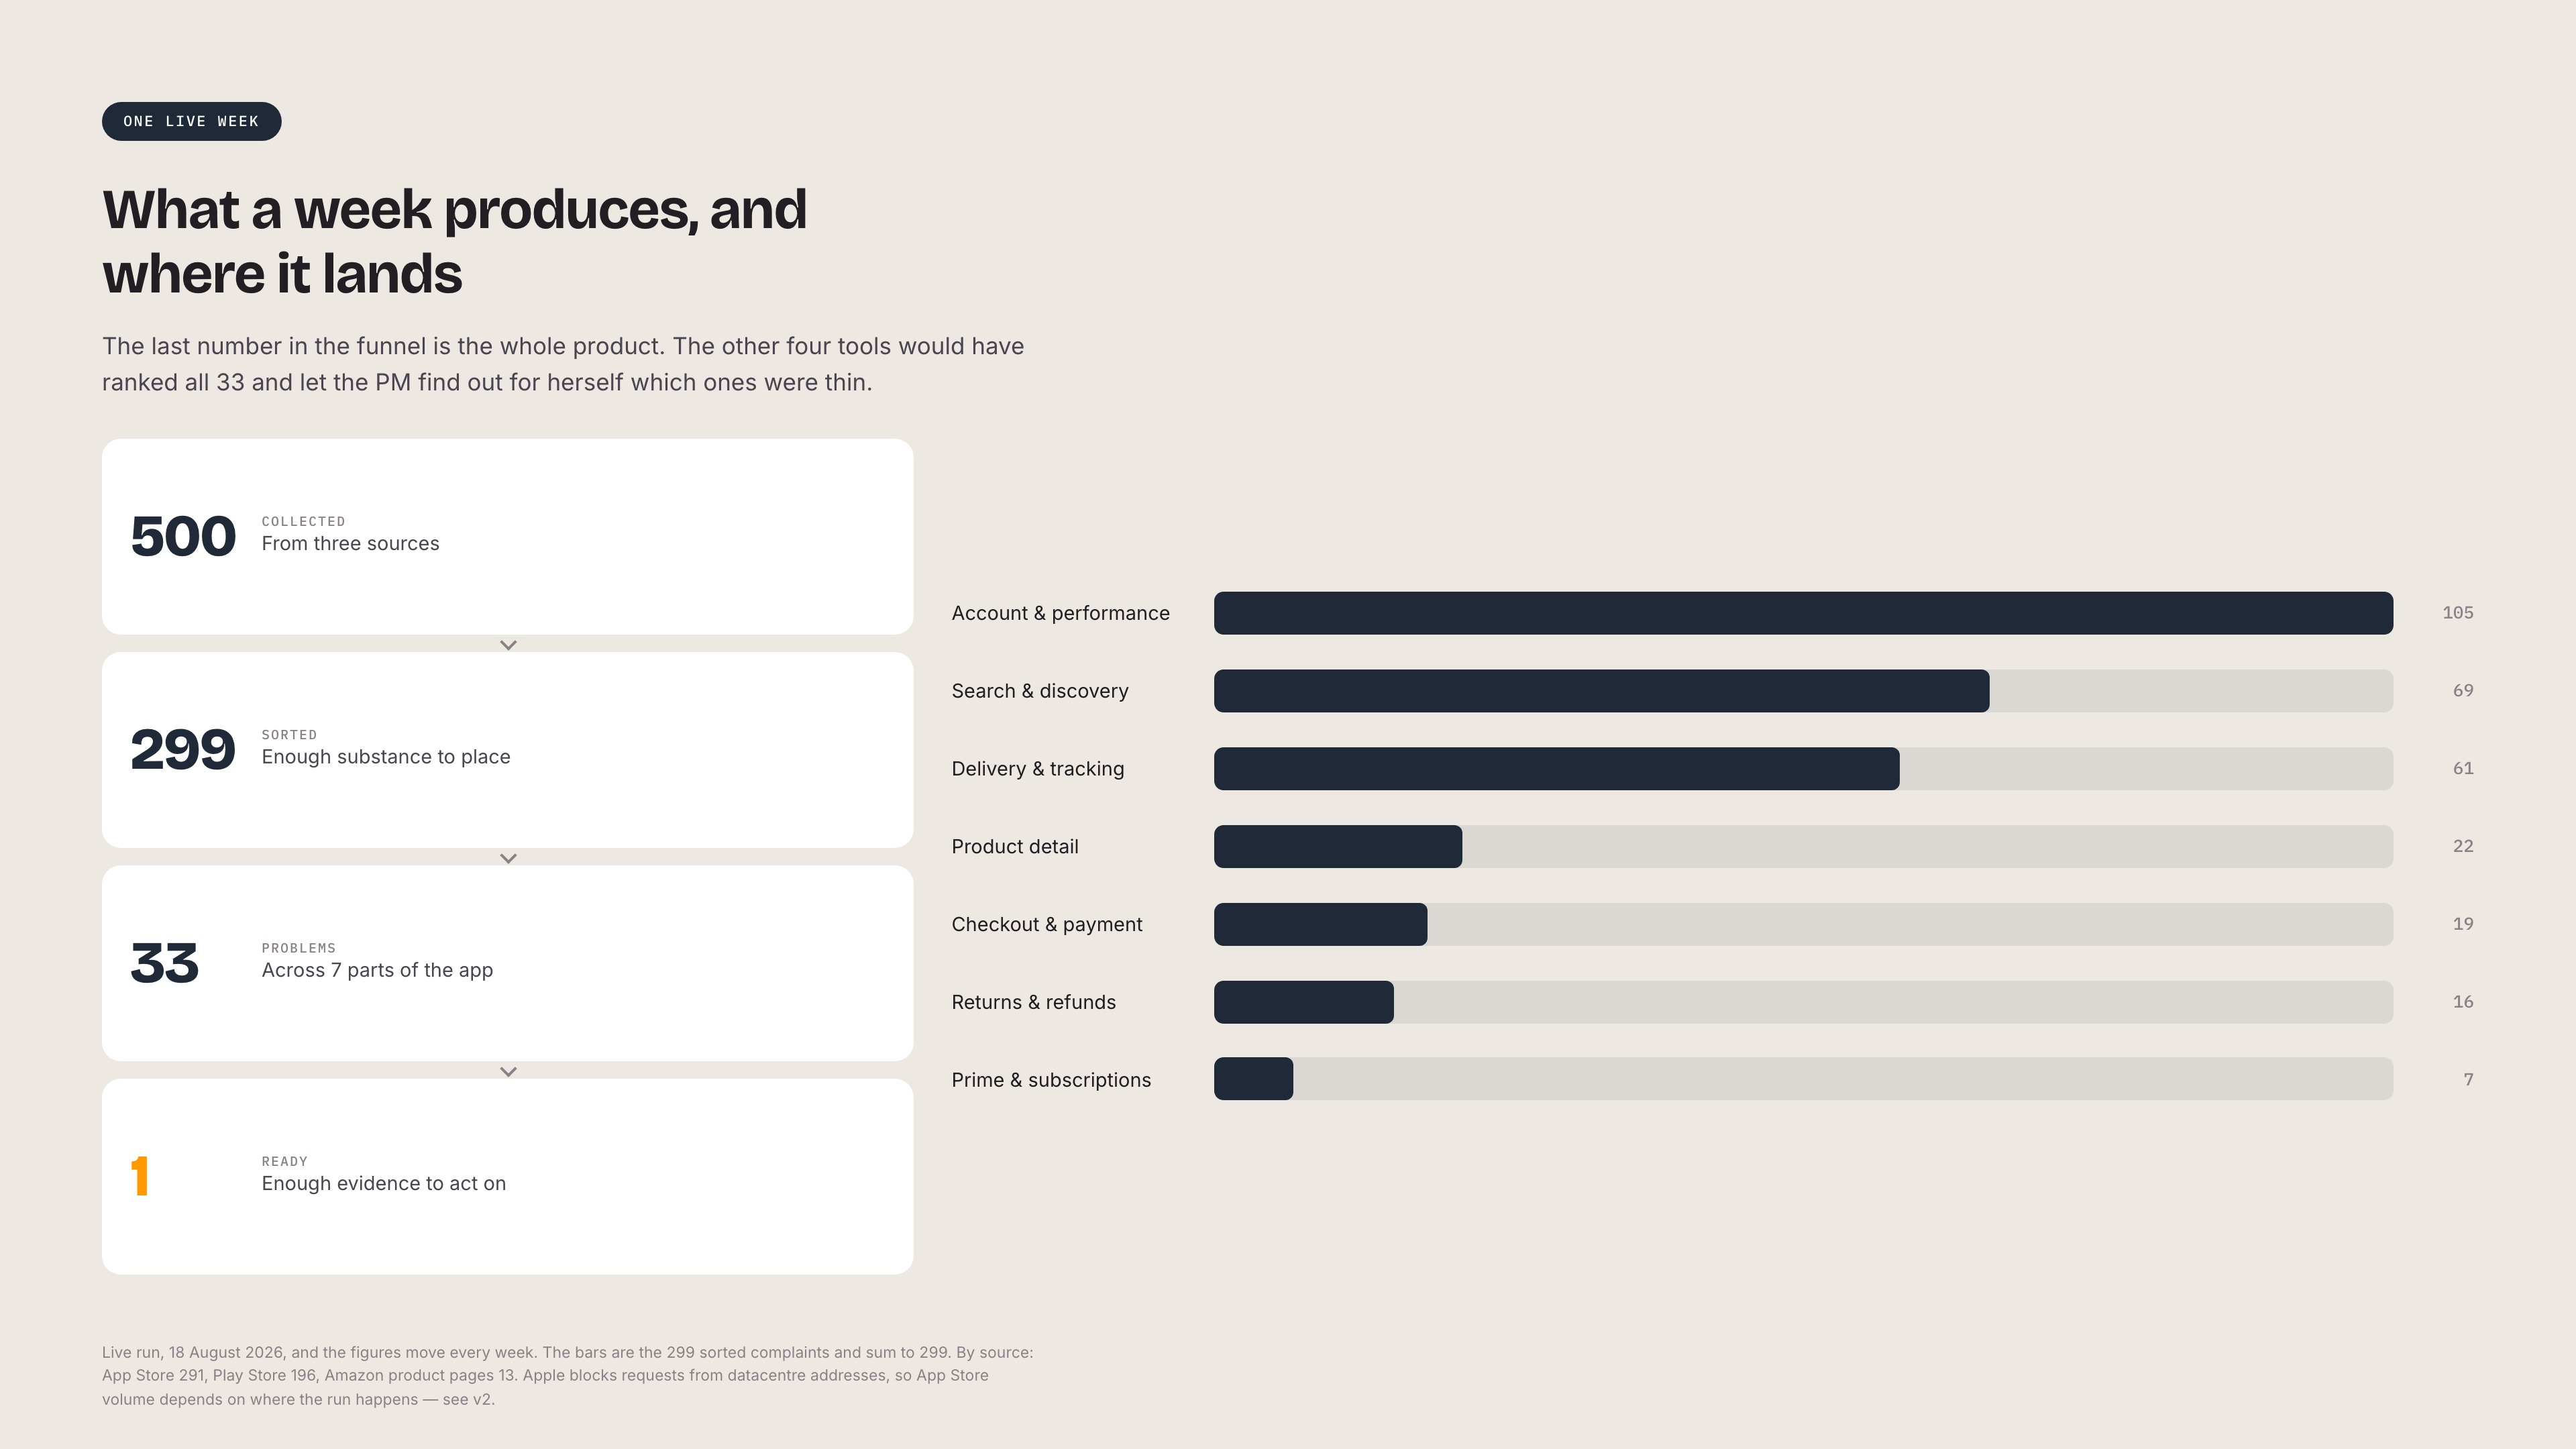 ONE LIVE WEEK
What a week produces, and
where it lands
The last number in the funnel is the whole product. The other four tools would have
ranked all 33 and let the PM find out for herself which ones were thin.
500
COLLECTED
From three sources
299
SORTED
Enough substance to place
33
PROBLEMS
Across 7 parts of the app
1
READY
Enough evidence to act on
Account & performance 105
Search & discovery 69
Delivery & tracking 61
Product detail 22
Checkout & payment 19
Returns & refunds 16
Prime & subscriptions 7
Live run, 18 August 2026, and the figures move every week. The bars are the 299 sorted complaints and sum to 299. By source:
App Store 291, Play Store 196, Amazon product pages 13. Apple blocks requests from datacentre addresses, so App Store
volume depends on where the run happens — see v2.